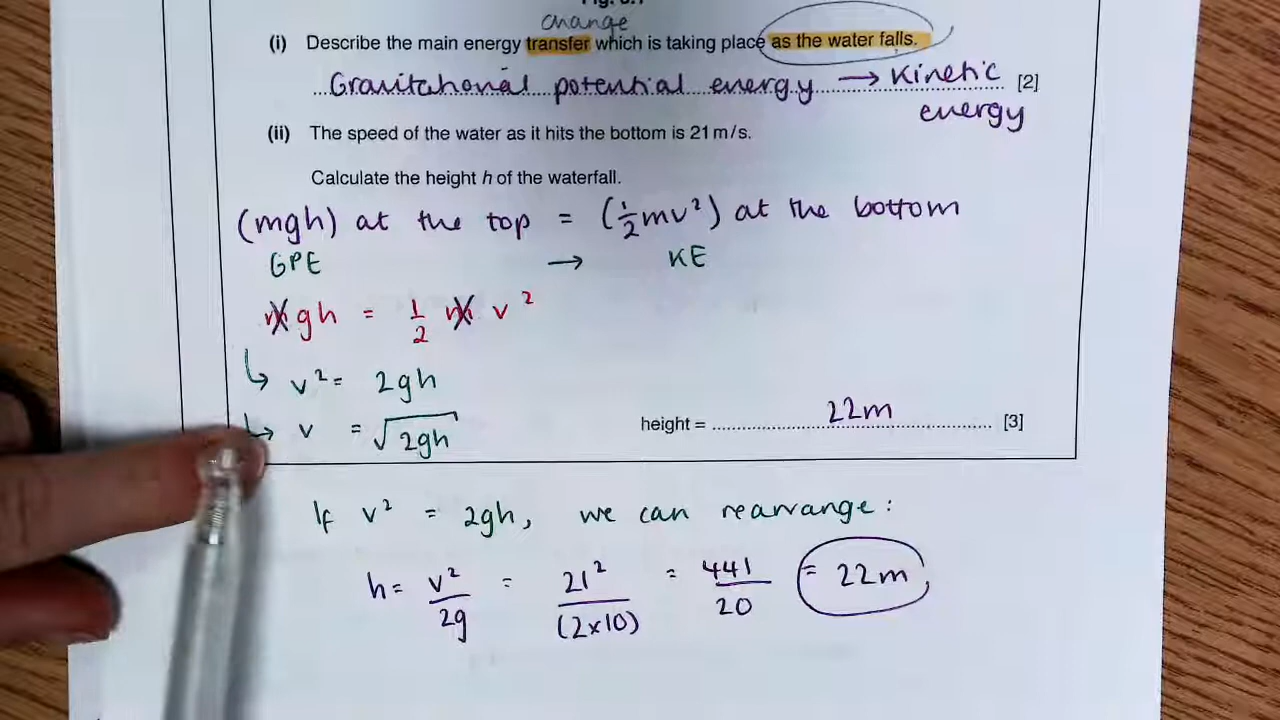 change
(i) Describe the main energy transfer which is taking place as the water falls.
Gravitational potential energy → Kinetic [2]
energy
(ii) The speed of the water as it hits the bottom is 21 m/s.
Calculate the height h of the waterfall.
(mgh) at the top = (½mv²) at the bottom
GPE → KE
mgh = 1/2 m v²
↳ v² = 2gh
↳ v = √2gh
height = 22m [3]
If v² = 2gh, we can rearrange:
h = v²/2g = 21²/(2x10) = 441/20 = 22m